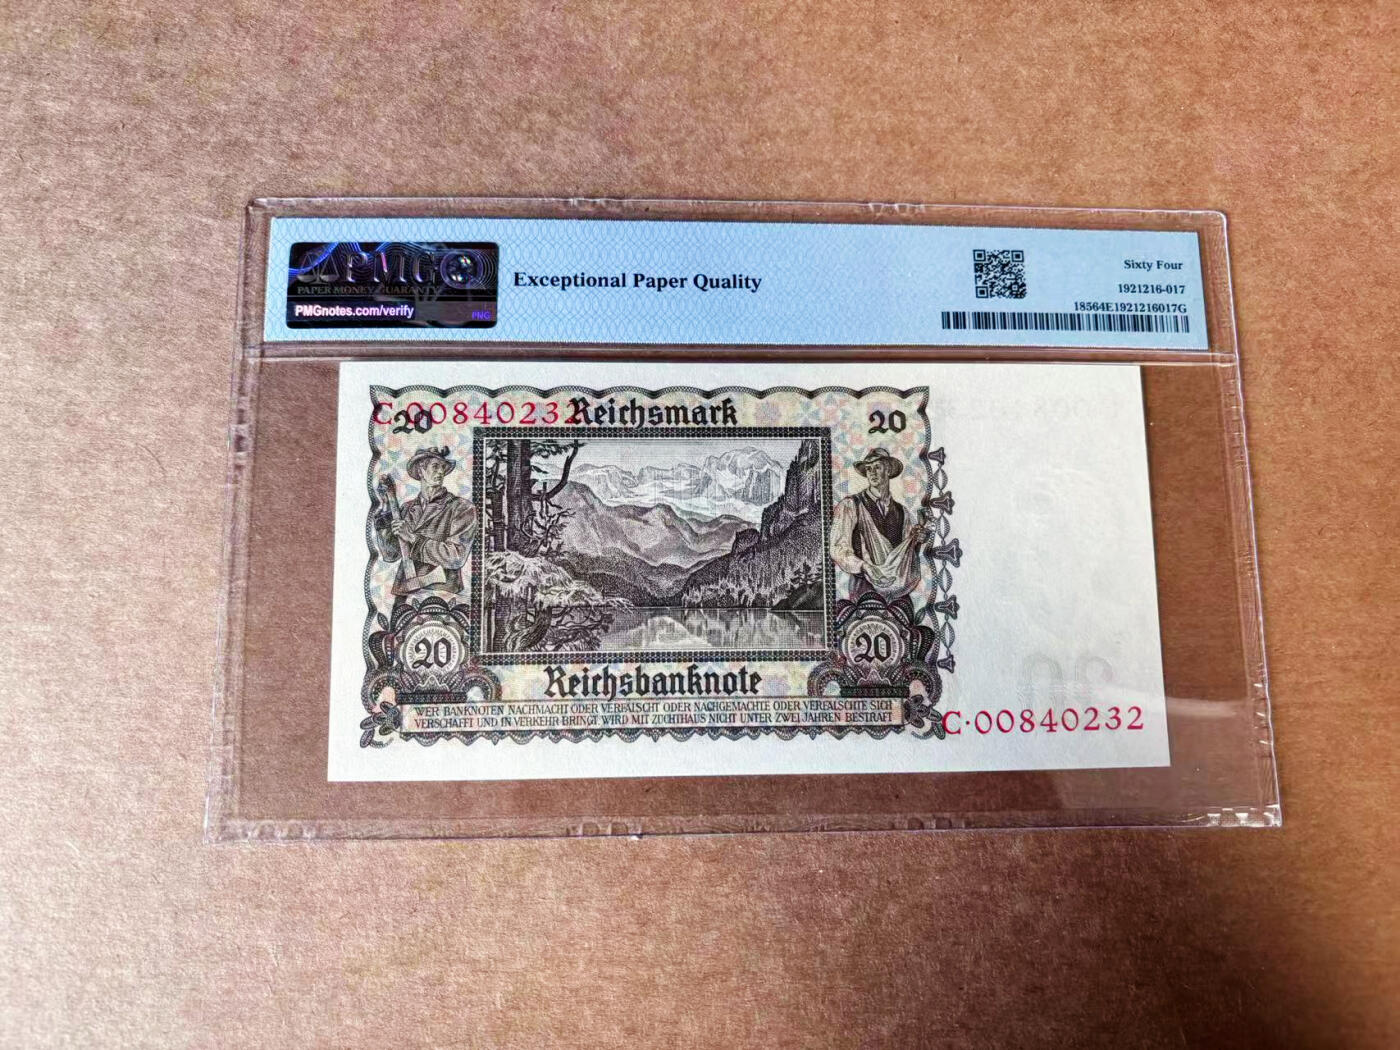 PMG
PAPER MONEY GUARANTY
PMGnotes.com/verify
PNG
Exceptional Paper Quality
Sixty Four
1921216-017
18564E1921216017G
C·00840232
20 Reichsmark 20
20 20
Reichsbanknote
WER BANKNOTEN NACHMACHT ODER VERFÄLSCHT ODER NACHGEMACHTE ODER VERFÄLSCHTE SICH
VERSCHAFFT UND IN VERKEHR BRINGT, WIRD MIT ZUCHTHAUS NICHT UNTER ZWEI JAHREN BESTRAFT
C·00840232